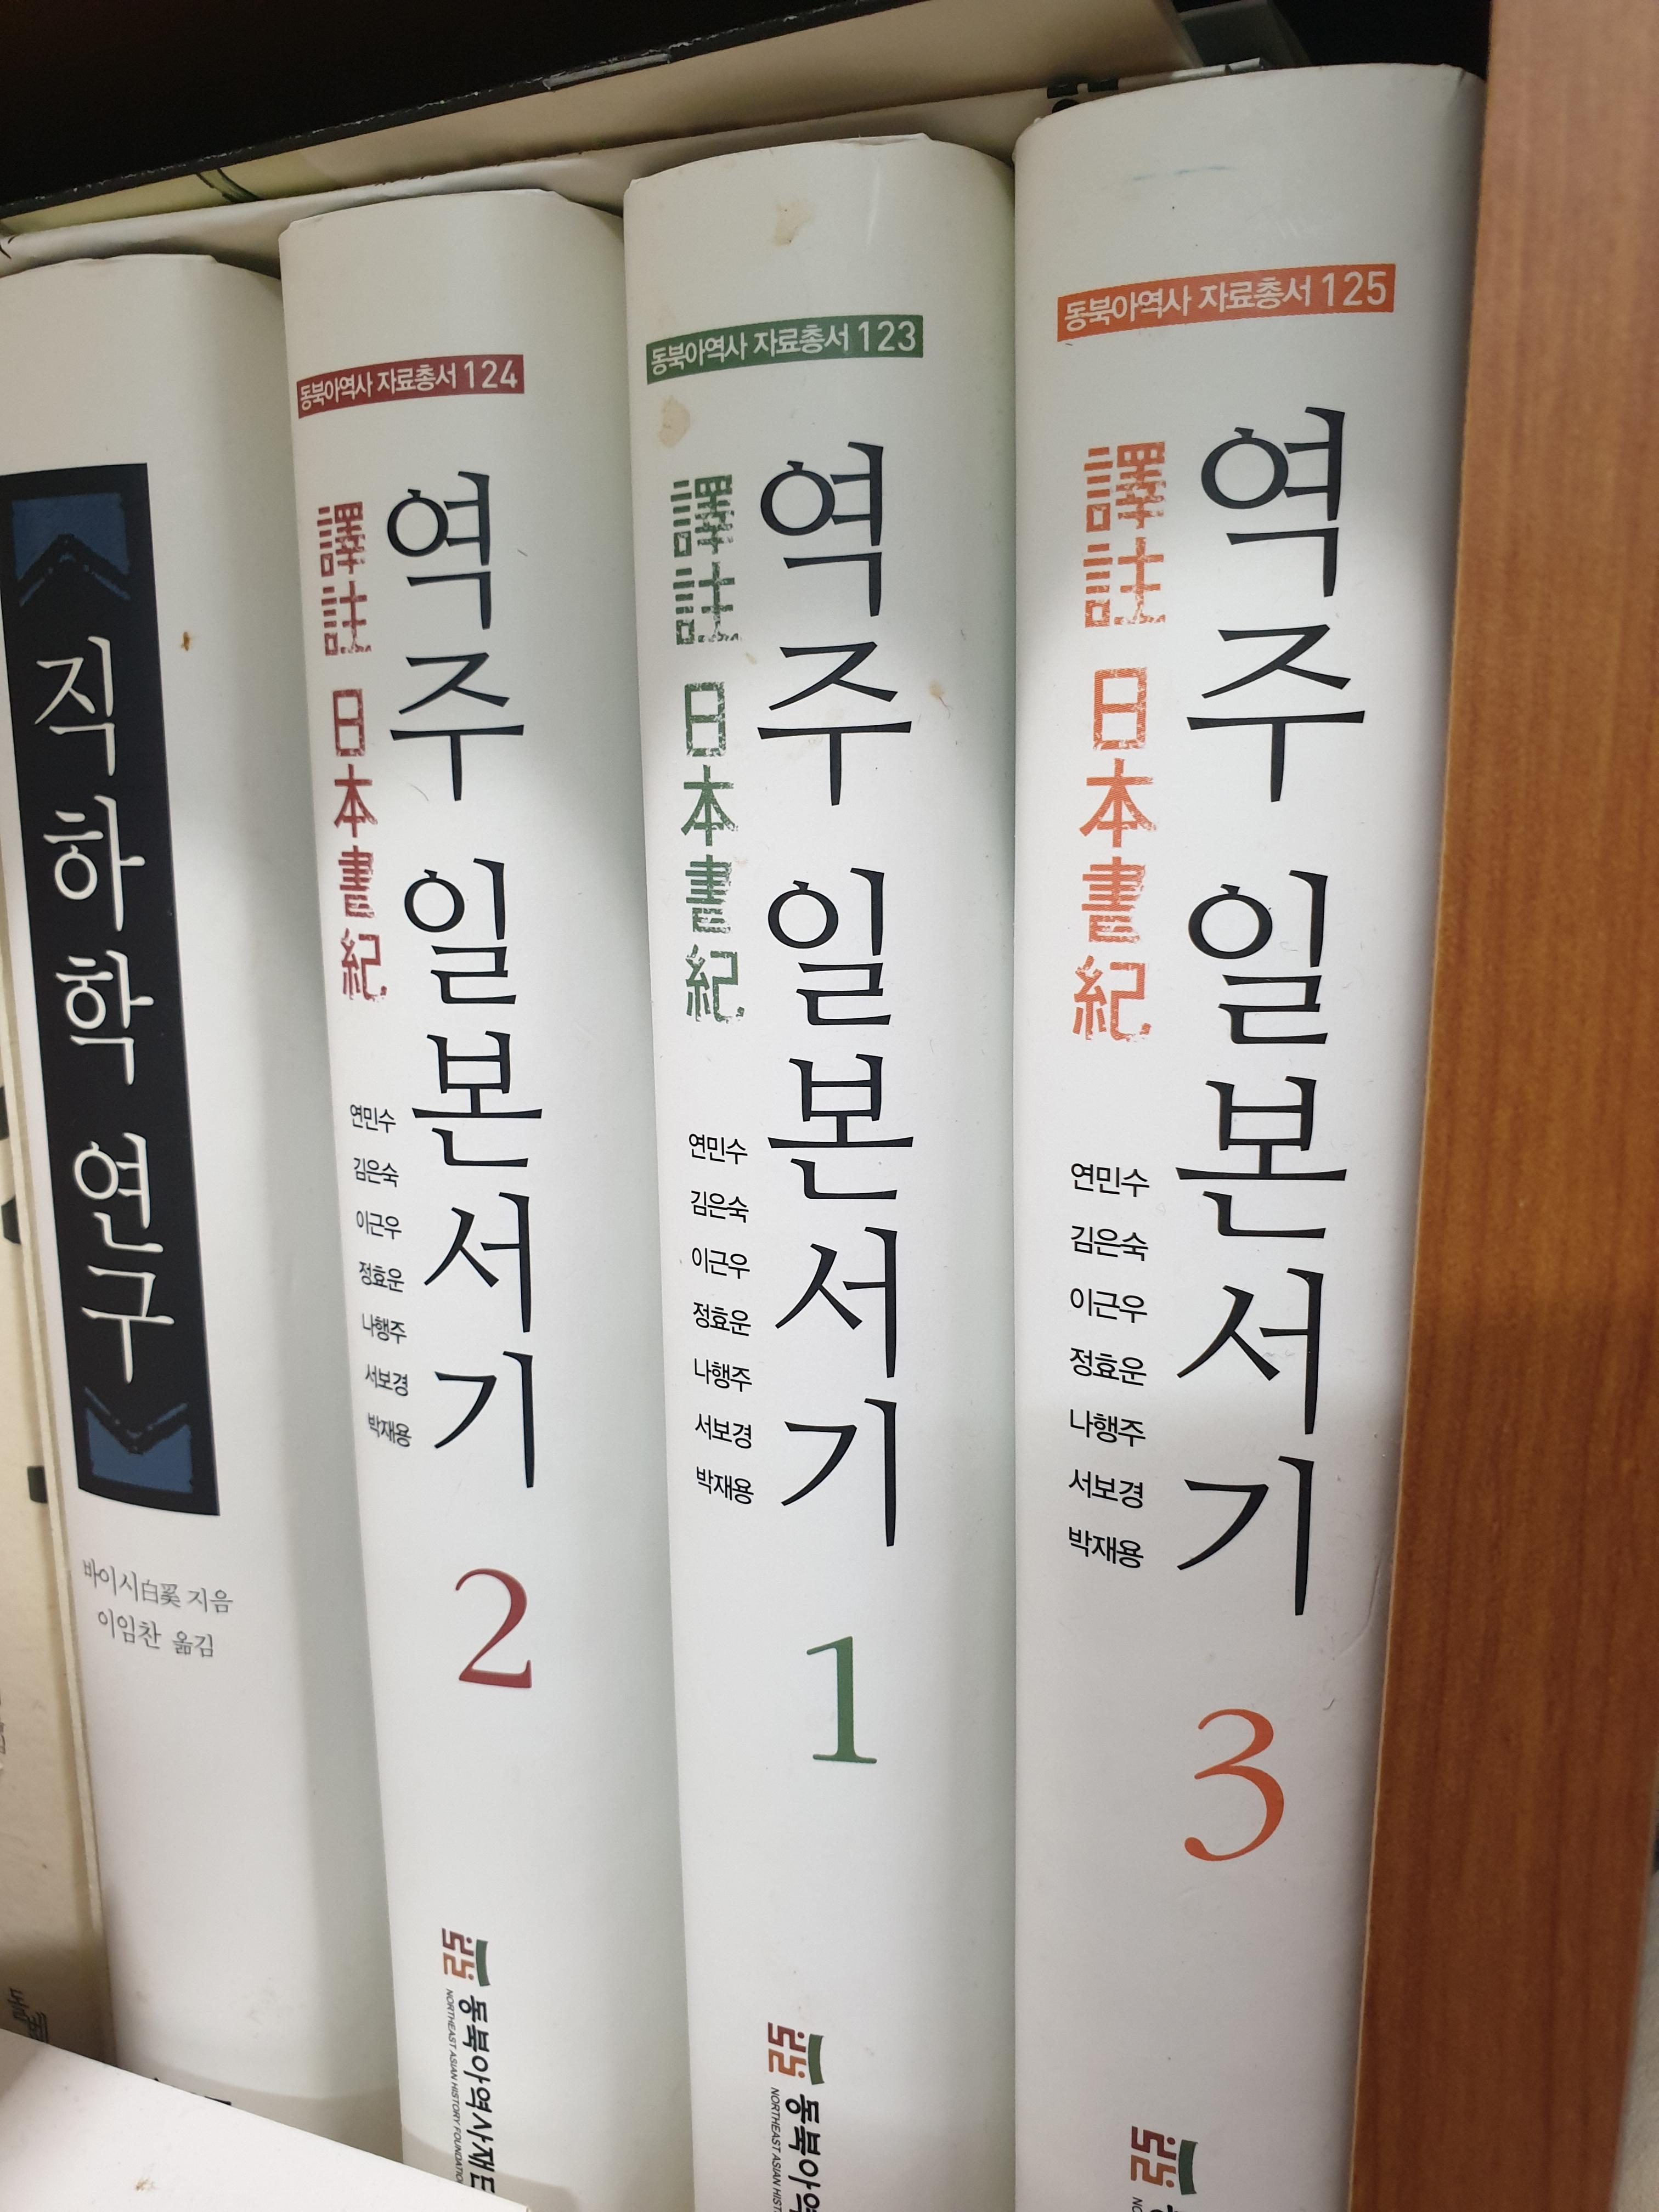 직하학 연구
바이시白奚 지음
이임찬 옮김
동북아역사 자료총서 124
역주 일본서기
譯註 日本書紀
연민수
김은숙
이근우
정효운
나행주
서보경
박재용
2
동북아역사재단
NORTHEAST ASIAN HISTORY FOUNDATION
동북아역사 자료총서 123
역주 일본서기
譯註 日本書紀
연민수
김은숙
이근우
정효운
나행주
서보경
박재용
1
동북아역
NORTHEAST ASIAN HIST
동북아역사 자료총서 125
역주 일본서기
譯註 日本書紀
연민수
김은숙
이근우
정효운
나행주
서보경
박재용
3